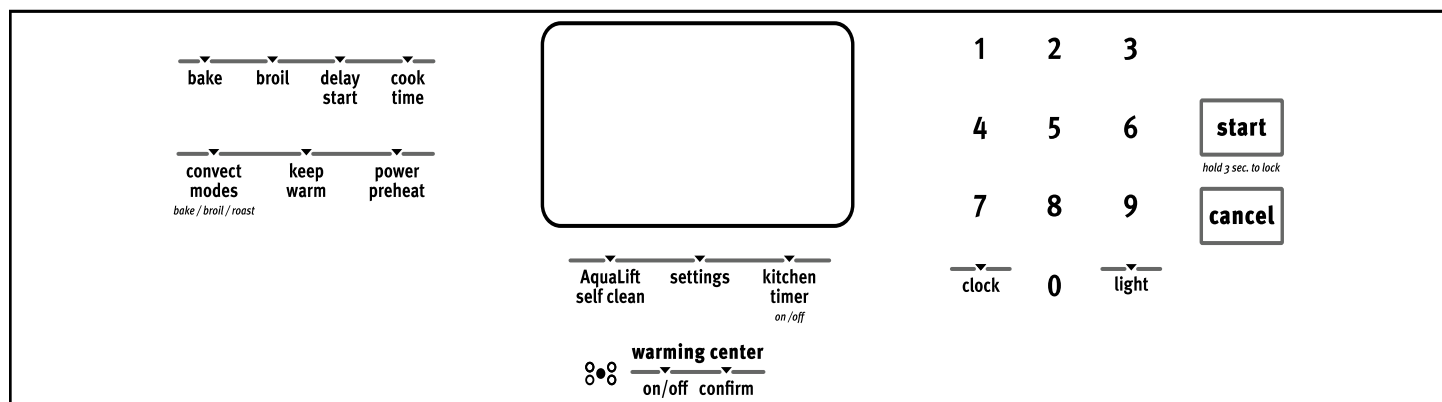 bake broil delay start cook time
convect modes keep warm power preheat
bake / broil / roast
AquaLift self clean settings kitchen timer
on /off
warming center
on/off confirm
1 2 3
4 5 6
7 8 9
clock 0 light
start
hold 3 sec. to lock
cancel